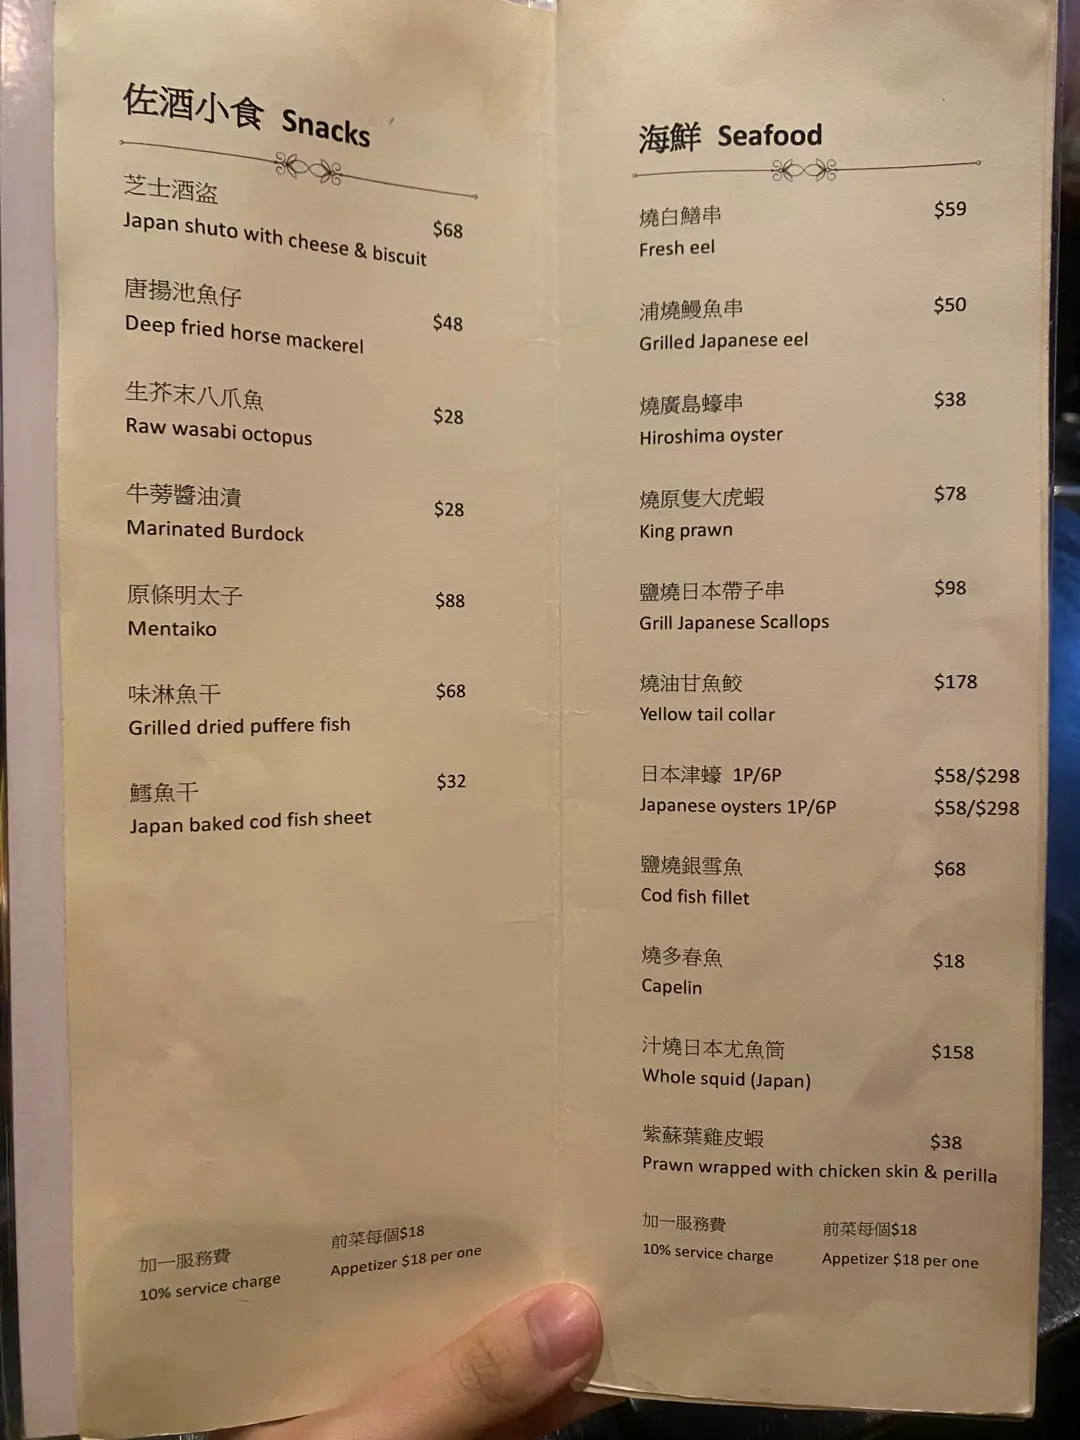 佐酒小食 Snacks
芝士酒盗
Japan shuto with cheese & biscuit
$68
唐揚池魚仔
Deep fried horse mackerel
$48
生芥末八爪魚
Raw wasabi octopus
$28
牛蒡醬油漬
Marinated Burdock
$28
原條明太子
Mentaiko
$88
味淋魚干
Grilled dried puffere fish
$68
鱈魚干
Japan baked cod fish sheet
$32
加一服務費
10% service charge
前菜每個$18
Appetizer $18 per one
海鮮 Seafood
燒白鱔串
Fresh eel
$59
浦燒鰻魚串
Grilled Japanese eel
$50
燒廣島蠔串
Hiroshima oyster
$38
燒原隻大虎蝦
King prawn
$78
鹽燒日本帶子串
Grill Japanese Scallops
$98
燒油甘魚鮫
Yellow tail collar
$178
日本津蠔 1P/6P $58/$298
Japanese oysters 1P/6P $58/$298
鹽燒銀雪魚
Cod fish fillet
$68
燒多春魚
Capelin
$18
汁燒日本尤魚筒
Whole squid (Japan)
$158
紫蘇葉雞皮蝦
Prawn wrapped with chicken skin & perilla
$38
加一服務費
10% service charge
前菜每個$18
Appetizer $18 per one